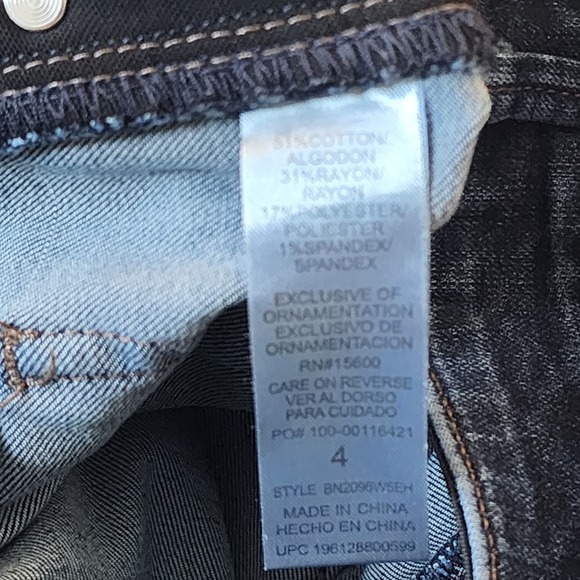 51% COTTON/
ALGODON
31% RAYON/
RAYON
17% POLYESTER/
POLIESTER
1% SPANDEX/
SPANDEX
EXCLUSIVE OF
ORNAMENTATION
EXCLUSIVO DE
ORNAMENTACION
RN#15600
CARE ON REVERSE
VER AL DORSO
PARA CUIDADO
PO# 100-00116421
4
STYLE BN2096W5EH
MADE IN CHINA
HECHO EN CHINA
UPC 196128800599